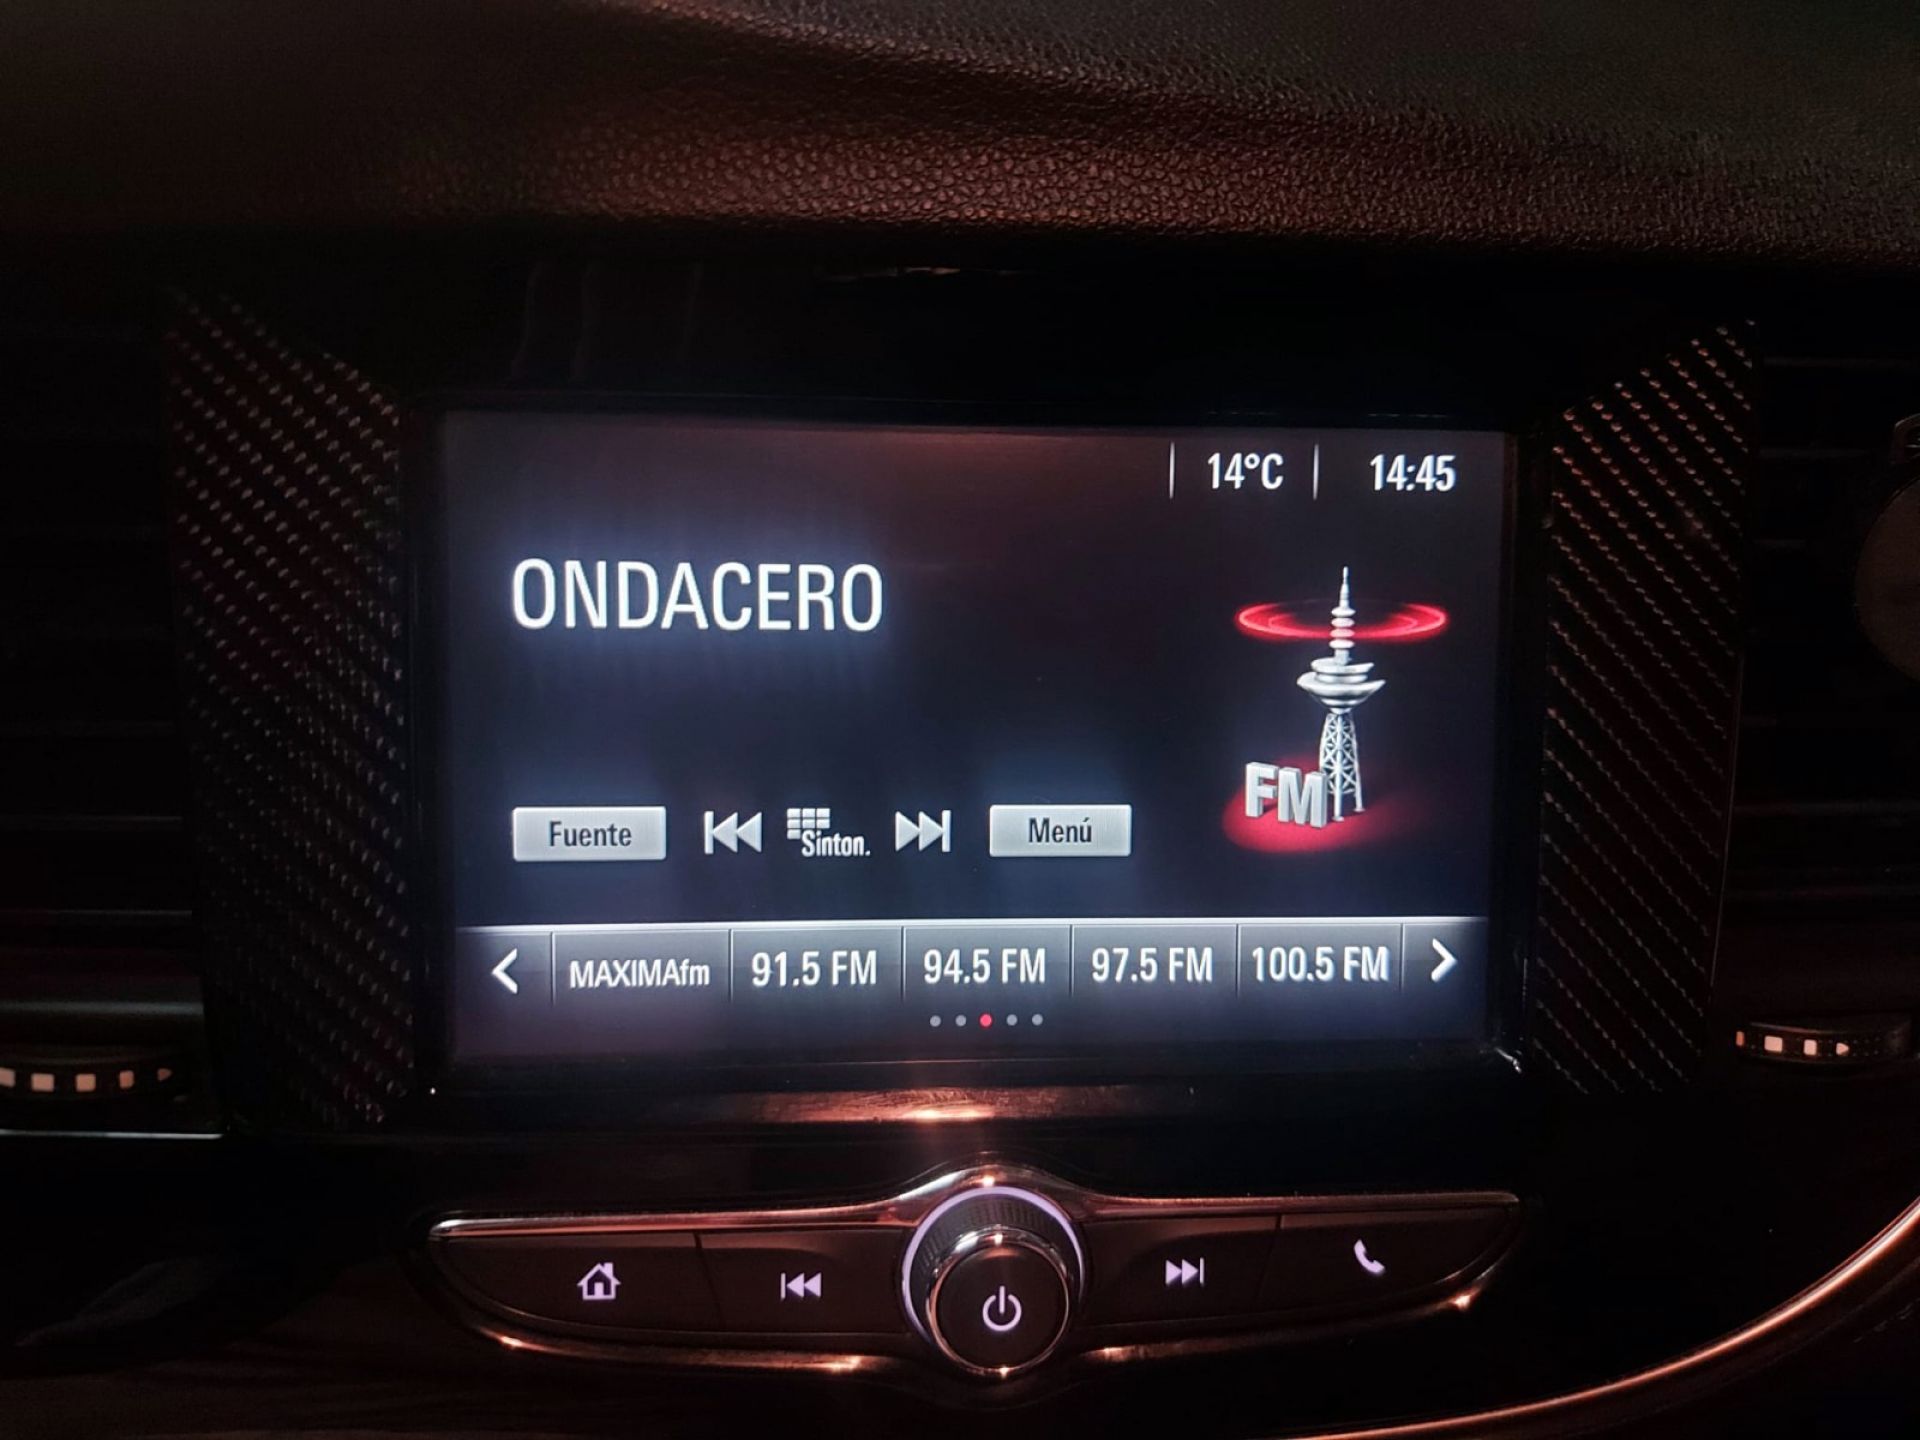 14°C 14:45
ONDACERO
FM
Fuente Sinton. Menú
MAXIMAfm 91.5 FM 94.5 FM 97.5 FM 100.5 FM